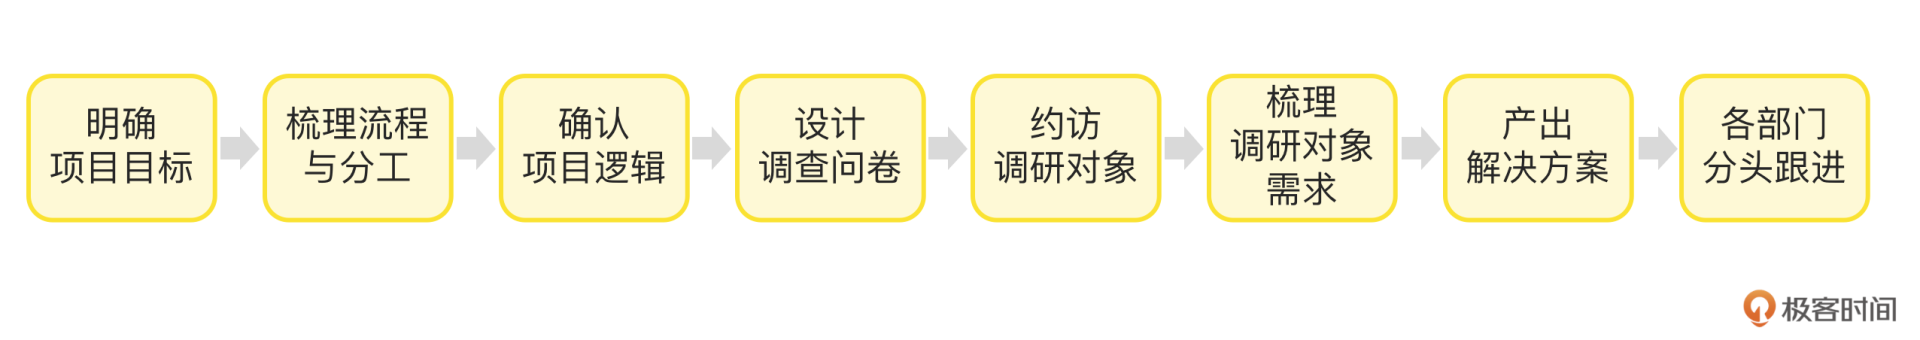 明确
项目目标
梳理流程
与分工
确认
项目逻辑
设计
调查问卷
约访
调研对象
梳理
调研对象
需求
产出
解决方案
各部门
分头跟进
极客时间